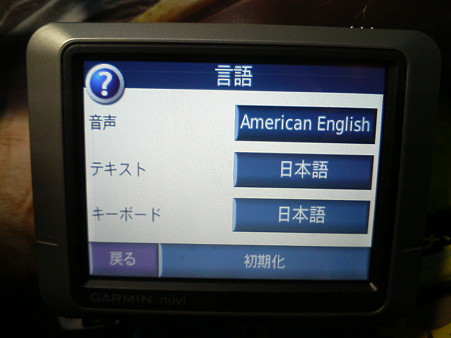 ?
言語
音声
American English
テキスト
日本語
キーボード
日本語
戻る
初期化
GARMIN nüvi